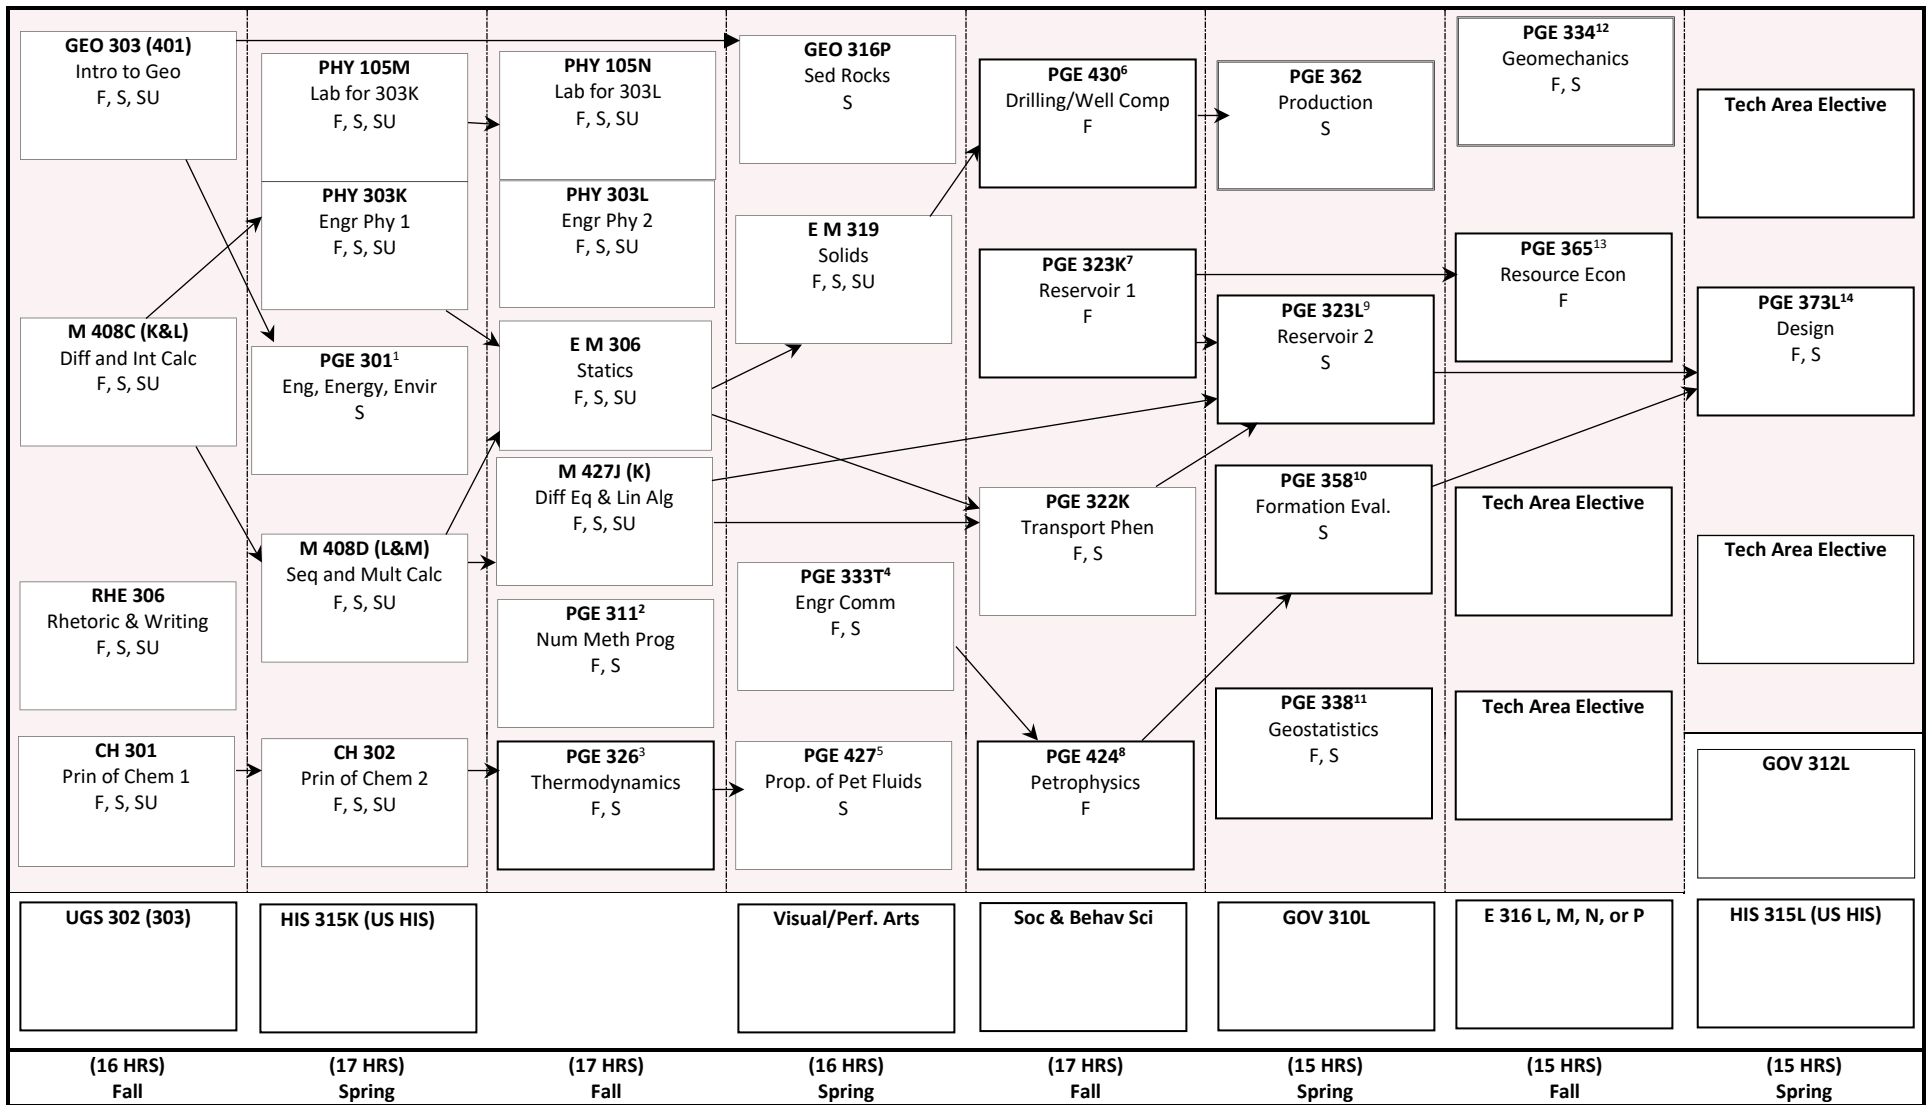 GEO 303 (401)
Intro to Geo
F, S, SU
M 408C (K&L)
Diff and Int Calc
F, S, SU
RHE 306
Rhetoric & Writing
F, S, SU
CH 301
Prin of Chem 1
F, S, SU
UGS 302 (303)
(16 HRS)
Fall
PHY 105M
Lab for 303K
F, S, SU
PHY 303K
Engr Phy 1
F, S, SU
PGE 301¹
Eng, Energy, Envir
S
M 408D (L&M)
Seq and Mult Calc
F, S, SU
CH 302
Prin of Chem 2
F, S, SU
HIS 315K (US HIS)
(17 HRS)
Spring
PHY 105N
Lab for 303L
F, S, SU
PHY 303L
Engr Phy 2
F, S, SU
E M 306
Statics
F, S, SU
M 427J (K)
Diff Eq & Lin Alg
F, S, SU
PGE 311²
Num Meth Prog
F, S
PGE 326³
Thermodynamics
F, S
(17 HRS)
Fall
GEO 316P
Sed Rocks
S
E M 319
Solids
F, S, SU
PGE 333T⁴
Engr Comm
F, S
PGE 427⁵
Prop. of Pet Fluids
S
Visual/Perf. Arts
(16 HRS)
Spring
PGE 430⁶
Drilling/Well Comp
F
PGE 323K⁷
Reservoir 1
F
PGE 322K
Transport Phen
F, S
PGE 424⁸
Petrophysics
F
Soc & Behav Sci
(17 HRS)
Fall
PGE 362
Production
S
PGE 323L⁹
Reservoir 2
S
PGE 358¹⁰
Formation Eval.
S
PGE 338¹¹
Geostatistics
F, S
GOV 310L
(15 HRS)
Spring
PGE 334¹²
Geomechanics
F, S
PGE 365¹³
Resource Econ
F
Tech Area Elective
Tech Area Elective
E 316 L, M, N, or P
(15 HRS)
Fall
Tech Area Elective
PGE 373L¹⁴
Design
F, S
Tech Area Elective
GOV 312L
HIS 315L (US HIS)
(15 HRS)
Spring